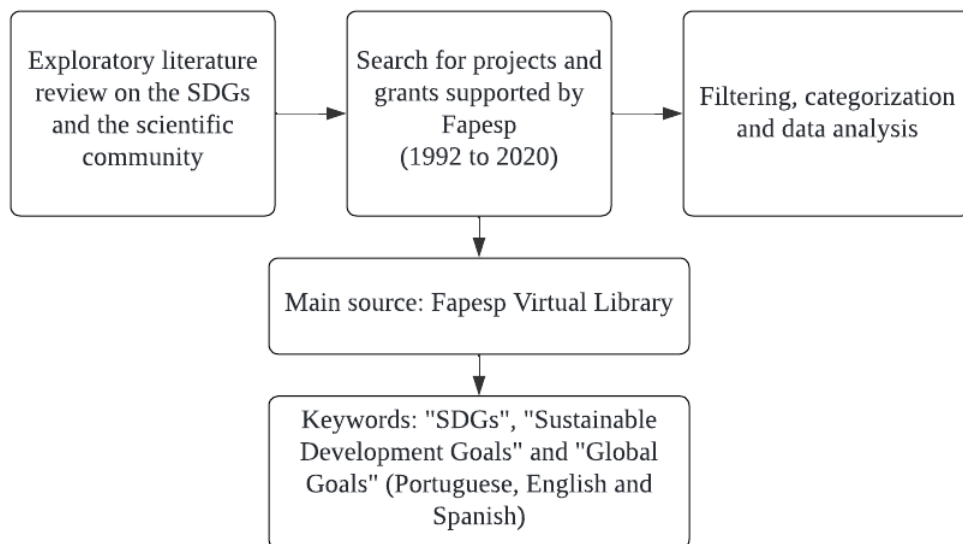 Exploratory literature
review on the SDGs
and the scientific
community
Search for projects and
grants supported by
Fapesp
(1992 to 2020)
Filtering, categorization
and data analysis
Main source: Fapesp Virtual Library
Keywords: "SDGs", "Sustainable
Development Goals" and "Global
Goals" (Portuguese, English and
Spanish)